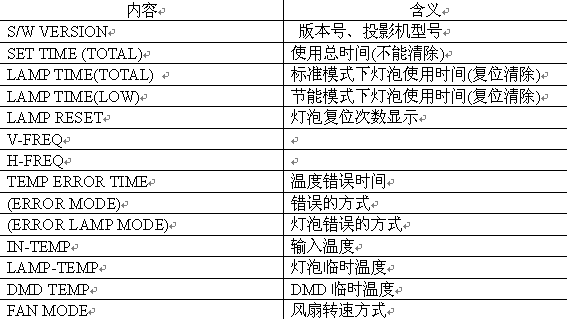 内容 含义
S/W VERSION 版本号、投影机型号
SET TIME (TOTAL) 使用总时间(不能清除)
LAMP TIME(TOTAL) 标准模式下灯泡使用时间(复位清除)
LAMP TIME(LOW) 节能模式下灯泡使用时间(复位清除)
LAMP RESET 灯泡复位次数显示
V-FREQ
H-FREQ
TEMP ERROR TIME 温度错误时间
(ERROR MODE) 错误的方式
(ERROR LAMP MODE) 灯泡错误的方式
IN-TEMP 输入温度
LAMP-TEMP 灯泡临时温度
DMD TEMP DMD 临时温度
FAN MODE 风扇转速方式